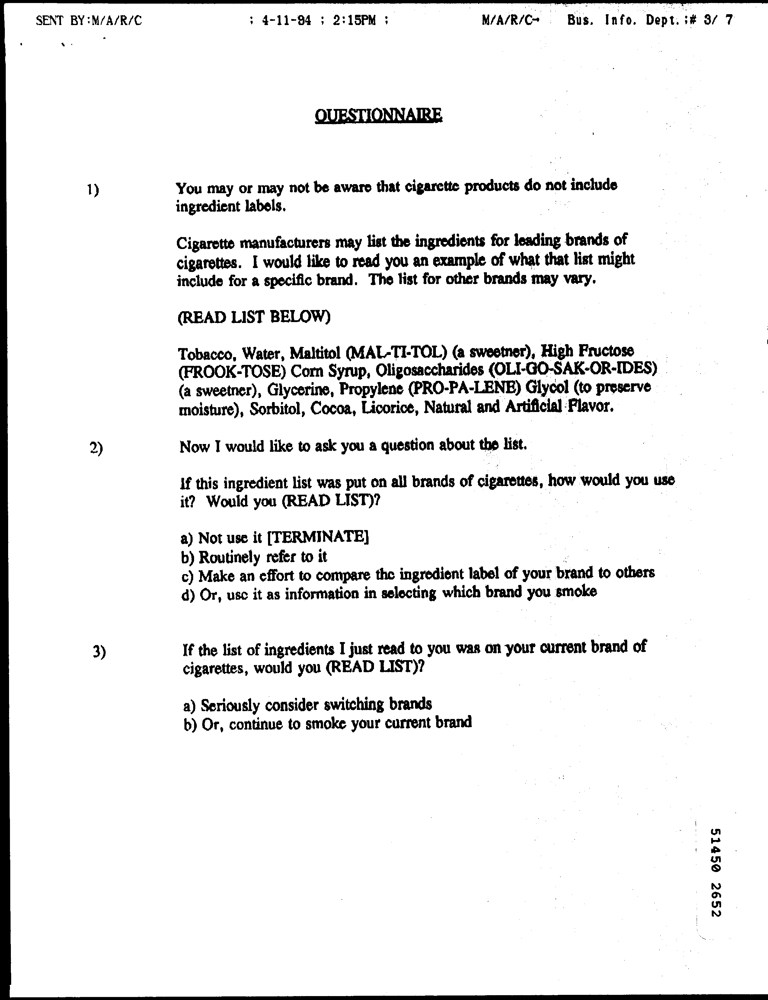 SENT BY:M/A/R/C ; 4-11-94 ; 2:15PM ; M/A/R/C→ Bus. Info. Dept.;# 3/ 7
QUESTIONNAIRE
1) You may or may not be aware that cigarette products do not include
ingredient labels.
Cigarette manufacturers may list the ingredients for leading brands of
cigarettes. I would like to read you an example of what that list might
include for a specific brand. The list for other brands may vary.
(READ LIST BELOW)
Tobacco, Water, Maltitol (MAL-TI-TOL) (a sweetner), High Fructose
(FROOK-TOSE) Corn Syrup, Oligosaccharides (OLI-GO-SAK-OR-IDES)
(a sweetner), Glycerine, Propylene (PRO-PA-LENE) Glycol (to preserve
moisture), Sorbitol, Cocoa, Licorice, Natural and Artificial Flavor.
2) Now I would like to ask you a question about the list.
If this ingredient list was put on all brands of cigarettes, how would you use
it? Would you (READ LIST)?
a) Not use it [TERMINATE]
b) Routinely refer to it
c) Make an effort to compare the ingredient label of your brand to others
d) Or, use it as information in selecting which brand you smoke
3) If the list of ingredients I just read to you was on your current brand of
cigarettes, would you (READ LIST)?
a) Seriously consider switching brands
b) Or, continue to smoke your current brand
51450 2652